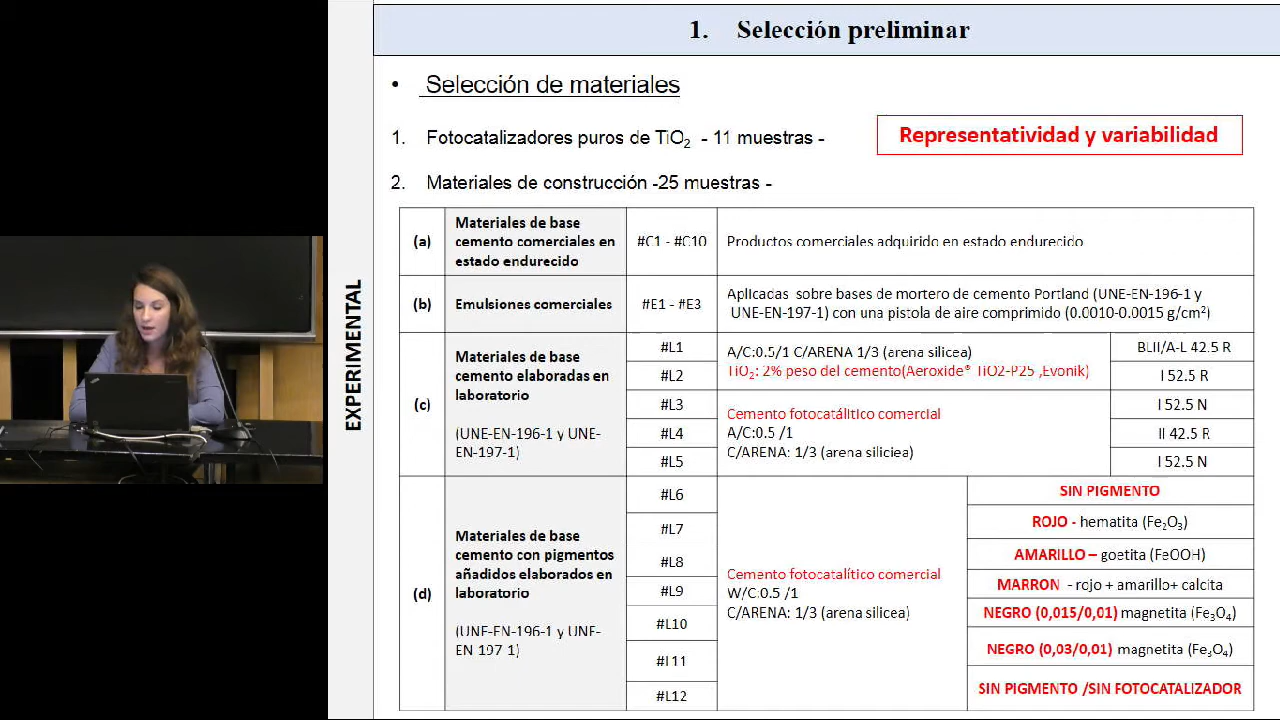 1. Selección preliminar
• Selección de materiales
1. Fotocatalizadores puros de TiO₂ - 11 muestras -
Representatividad y variabilidad
2. Materiales de construcción -25 muestras -
EXPERIMENTAL
(a)
Materiales de base
cemento comerciales en
estado endurecido
#C1 - #C10
Productos comerciales adquirido en estado endurecido
(b)
Emulsiones comerciales
#E1 - #E3
Aplicadas sobre bases de mortero de cemento Portland (UNE-EN-196-1 y
UNE-EN-197-1) con una pistola de aire comprimido (0.0010-0.0015 g/cm²)
(c)
Materiales de base
cemento elaboradas en
laboratorio
(UNE-EN-196-1 y UNE-
EN-197-1)
#L1
#L2
A/C:0.5/1 C/ARENA 1/3 (arena silicea)
TiO₂: 2% peso del cemento(Aeroxide® TiO2-P25 ,Evonik)
BLII/A-L 42.5 R
I 52.5 R
#L3
#L4
#L5
Cemento fotocatálitico comercial
A/C:0.5 /1
C/ARENA: 1/3 (arena siliciea)
I 52.5 N
II 42.5 R
I 52.5 N
(d)
Materiales de base
cemento con pigmentos
añadidos elaborados en
laboratorio
(UNE-EN-196-1 y UNE-
EN-197-1)
#L6
#L7
#L8
#L9
#L10
#L11
#L12
Cemento fotocatalítico comercial
W/C:0.5 /1
C/ARENA: 1/3 (arena silicea)
SIN PIGMENTO
ROJO - hematita (Fe₂O₃)
AMARILLO – goetita (FeOOH)
MARRON - rojo + amarillo+ calcita
NEGRO (0,015/0,01) magnetita (Fe₃O₄)
NEGRO (0,03/0,01) magnetita (Fe₃O₄)
SIN PIGMENTO /SIN FOTOCATALIZADOR